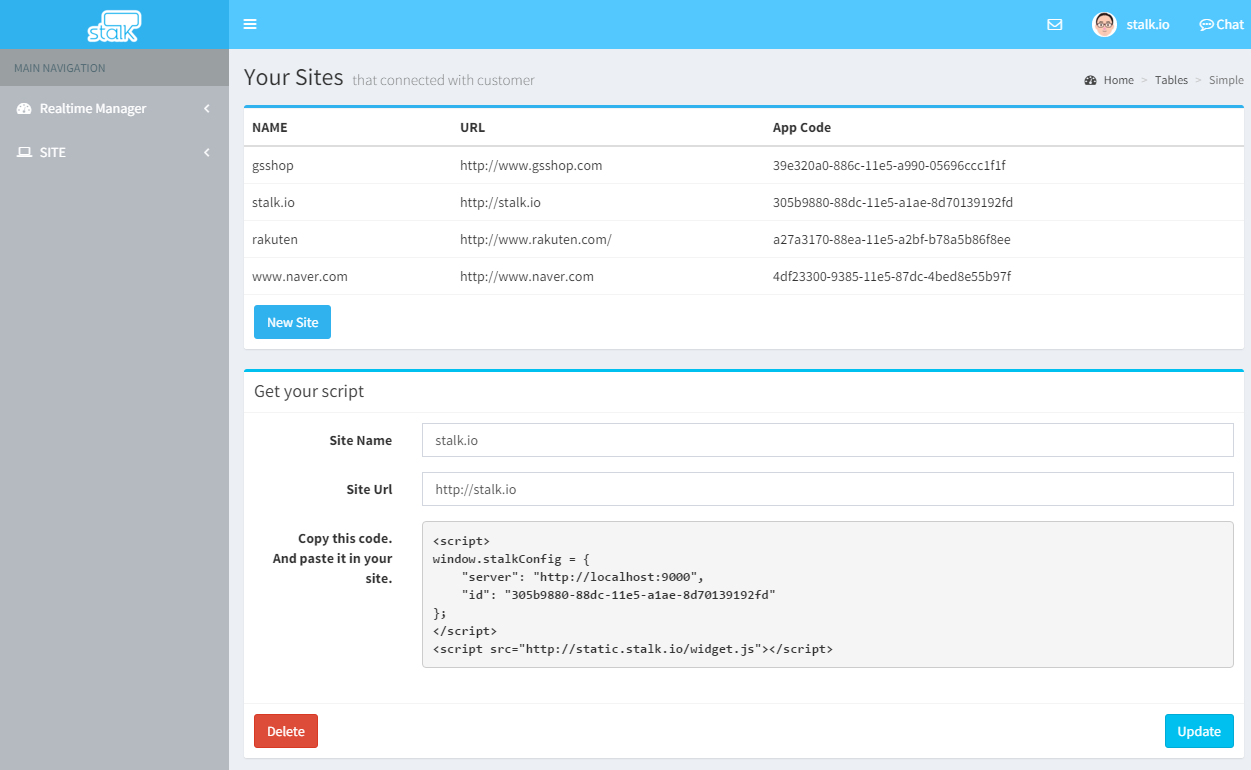 stalk
stalk.io Chat
MAIN NAVIGATION
Realtime Manager
SITE
Your Sites that connected with customer
Home > Tables > Simple
NAME URL App Code
gsshop http://www.gsshop.com 39e320a0-886c-11e5-a990-05696ccc1f1f
stalk.io http://stalk.io 305b9880-88dc-11e5-a1ae-8d70139192fd
rakuten http://www.rakuten.com/ a27a3170-88ea-11e5-a2bf-b78a5b86f8ee
www.naver.com http://www.naver.com 4df23300-9385-11e5-87dc-4bed8e55b97f
New Site
Get your script
Site Name stalk.io
Site Url http://stalk.io
Copy this code.
And paste it in your
site.
<script>
window.stalkConfig = {
    "server": "http://localhost:9000",
    "id": "305b9880-88dc-11e5-a1ae-8d70139192fd"
};
</script>
<script src="http://static.stalk.io/widget.js"></script>
Delete Update